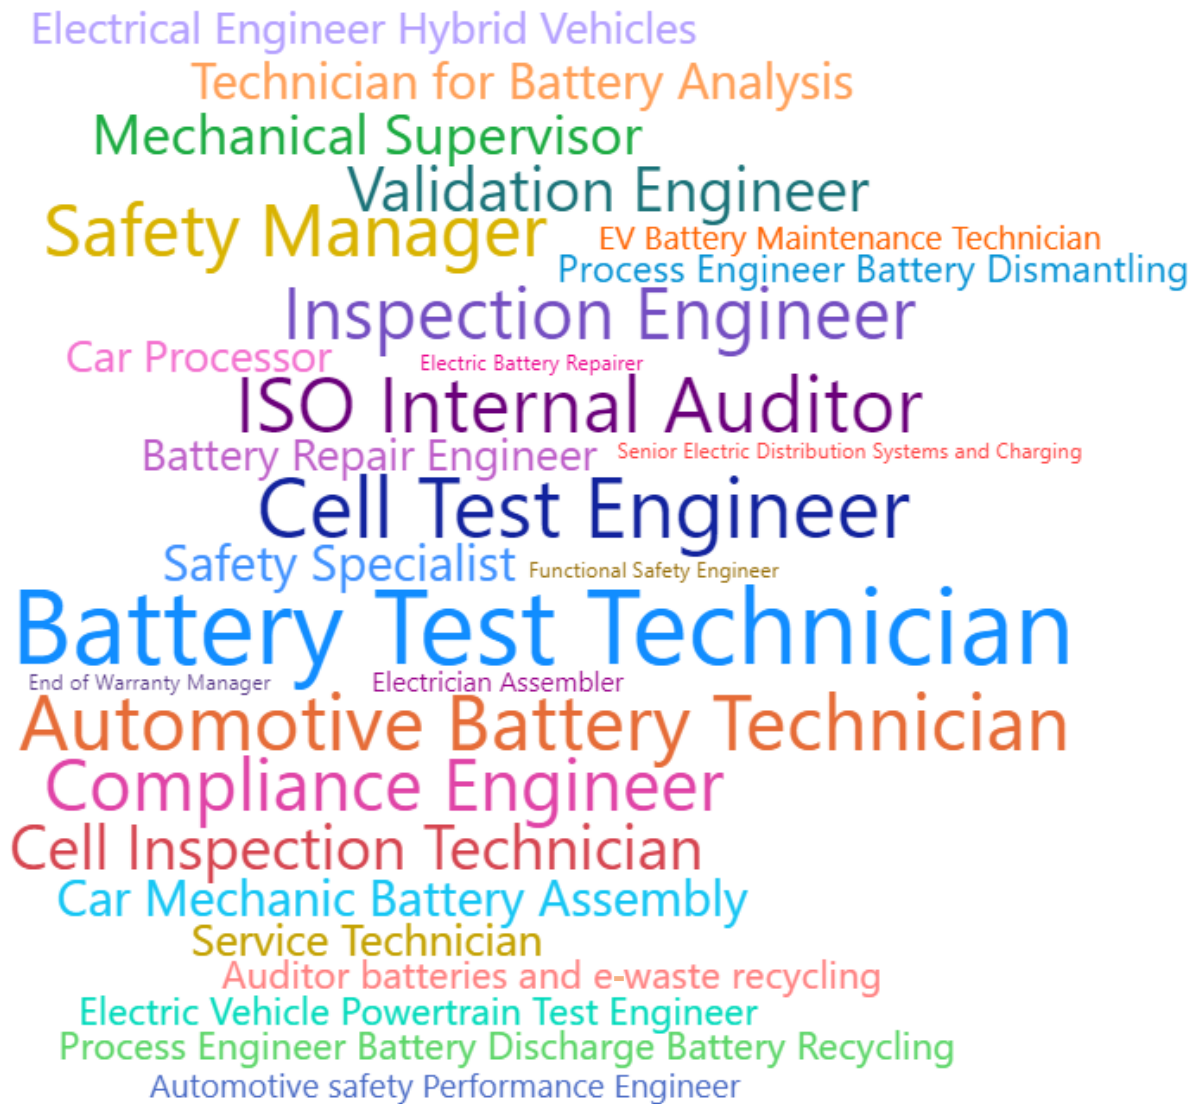 Electrical Engineer Hybrid Vehicles
Technician for Battery Analysis
Mechanical Supervisor
Validation Engineer
Safety Manager
EV Battery Maintenance Technician
Process Engineer Battery Dismantling
Inspection Engineer
Car Processor
Electric Battery Repairer
ISO Internal Auditor
Battery Repair Engineer
Senior Electric Distribution Systems and Charging
Cell Test Engineer
Safety Specialist
Functional Safety Engineer
Battery Test Technician
End of Warranty Manager
Electrician Assembler
Automotive Battery Technician
Compliance Engineer
Cell Inspection Technician
Car Mechanic Battery Assembly
Service Technician
Auditor batteries and e-waste recycling
Electric Vehicle Powertrain Test Engineer
Process Engineer Battery Discharge Battery Recycling
Automotive safety Performance Engineer